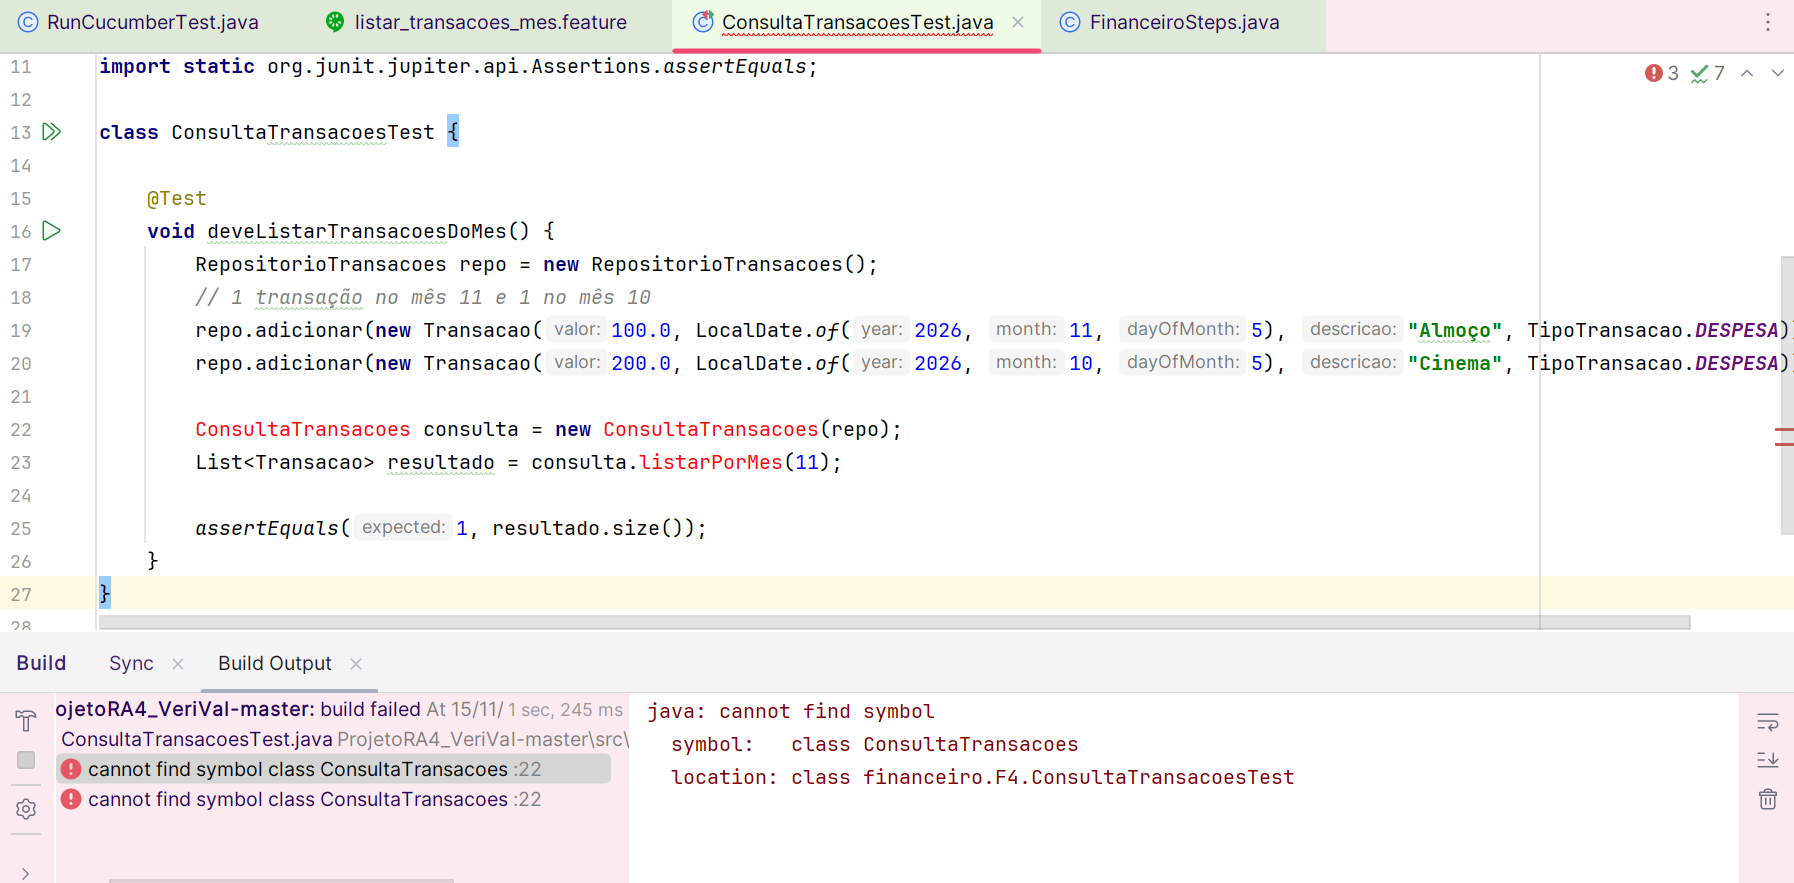 RunCucumberTest.java listar_transacoes_mes.feature ConsultaTransacoesTest.java FinanceiroSteps.java
11 import static org.junit.jupiter.api.Assertions.assertEquals; 3 7
12
13 class ConsultaTransacoesTest {
14
15 @Test
16 void deveListarTransacoesDoMes() {
17 RepositorioTransacoes repo = new RepositorioTransacoes();
18 // 1 transação no mês 11 e 1 no mês 10
19 repo.adicionar(new Transacao( valor: 100.0, LocalDate.of( year: 2026, month: 11, dayOfMonth: 5), descricao: "Almoço", TipoTransacao.DESPESA)
20 repo.adicionar(new Transacao( valor: 200.0, LocalDate.of( year: 2026, month: 10, dayOfMonth: 5), descricao: "Cinema", TipoTransacao.DESPESA)
21
22 ConsultaTransacoes consulta = new ConsultaTransacoes(repo);
23 List<Transacao> resultado = consulta.listarPorMes(11);
24
25 assertEquals( expected: 1, resultado.size());
26 }
27 }
28
Build Sync Build Output
ojetoRA4_VeriVal-master: build failed At 15/11/ 1 sec, 245 ms
ConsultaTransacoesTest.java ProjetoRA4_VeriVal-master\src\
cannot find symbol class ConsultaTransacoes :22
cannot find symbol class ConsultaTransacoes :22
java: cannot find symbol
symbol: class ConsultaTransacoes
location: class financeiro.F4.ConsultaTransacoesTest